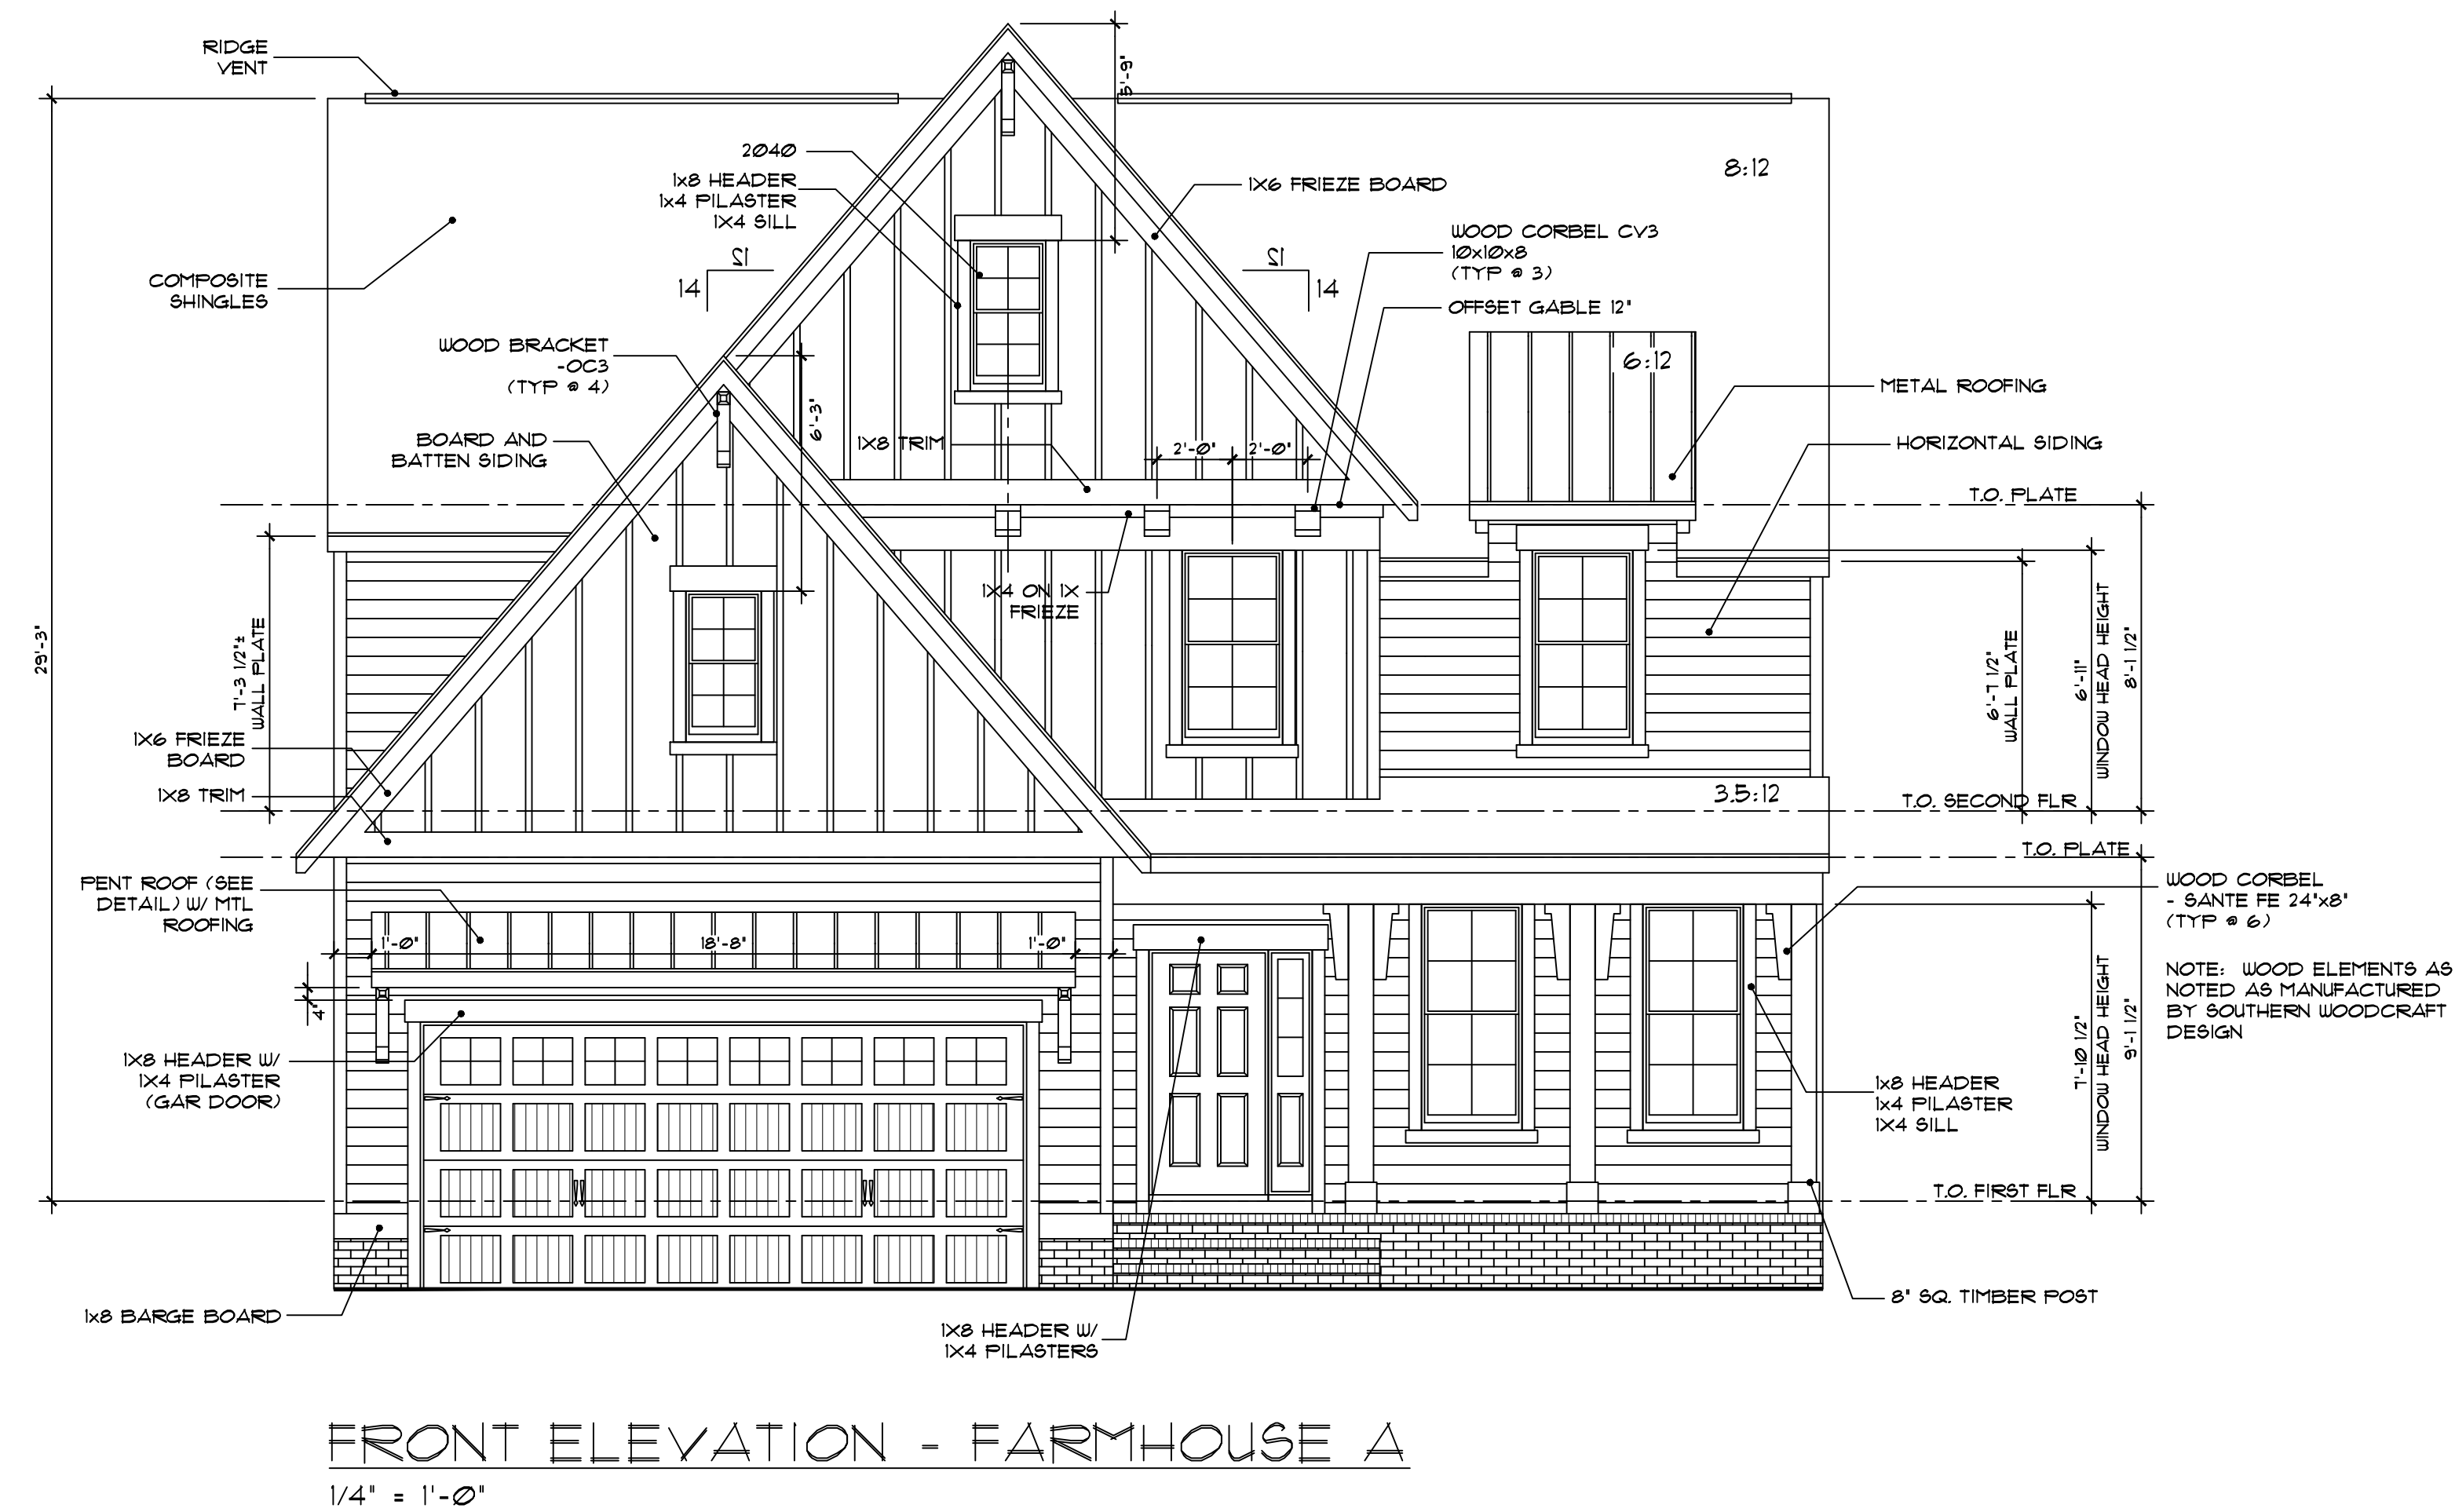 RIDGE
VENT
5'-9"
2040
1x8 HEADER
1x4 PILASTER
1X4 SILL
1X6 FRIEZE BOARD
8:12
WOOD CORBEL CV3
10x10x8
(TYP @ 3)
12
14
12
14
COMPOSITE
SHINGLES
OFFSET GABLE 12"
WOOD BRACKET
-OC3
(TYP @ 4)
6:12
METAL ROOFING
6'-3"
BOARD AND
BATTEN SIDING
1X8 TRIM
2'-0"
2'-0"
HORIZONTAL SIDING
T.O. PLATE
1X4 ON 1X
FRIEZE
29'-3"
7'-3 1/2"±
WALL PLATE
6'-7 1/2"
WALL PLATE
6'-11"
WINDOW HEAD HEIGHT
8'-1 1/2"
1X6 FRIEZE
BOARD
1X8 TRIM
3.5:12
T.O. SECOND FLR
T.O. PLATE
PENT ROOF (SEE
DETAIL) W/ MTL
ROOFING
1'-0"
18'-8"
1'-0"
WOOD CORBEL
- SANTE FE 24"x8"
(TYP @ 6)
NOTE: WOOD ELEMENTS AS
NOTED AS MANUFACTURED
BY SOUTHERN WOODCRAFT
DESIGN
4"
1X8 HEADER W/
1X4 PILASTER
(GAR DOOR)
7'-10 1/2"
WINDOW HEAD HEIGHT
9'-1 1/2"
1x8 HEADER
1x4 PILASTER
1X4 SILL
T.O. FIRST FLR
1x8 BARGE BOARD
1X8 HEADER W/
1X4 PILASTERS
8" SQ. TIMBER POST
FRONT ELEVATION - FARMHOUSE A
1/4" = 1'-0"